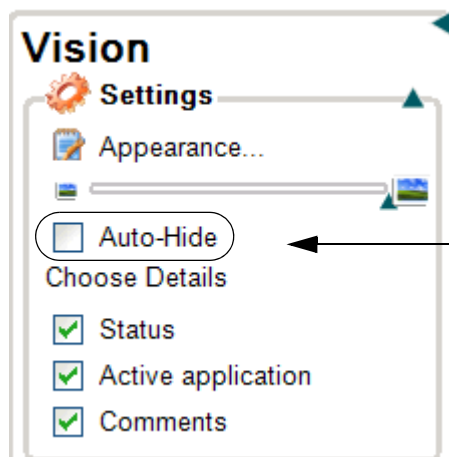 Vision
Settings
Appearance...
Auto-Hide
Choose Details
Status
Active application
Comments